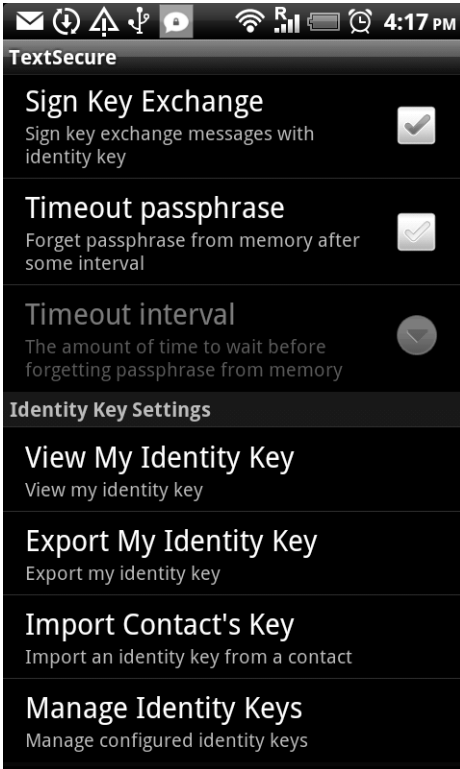 R
4:17 PM
TextSecure
Sign Key Exchange
Sign key exchange messages with
identity key
Timeout passphrase
Forget passphrase from memory after
some interval
Timeout interval
The amount of time to wait before
forgetting passphrase from memory
Identity Key Settings
View My Identity Key
View my identity key
Export My Identity Key
Export my identity key
Import Contact's Key
Import an identity key from a contact
Manage Identity Keys
Manage configured identity keys